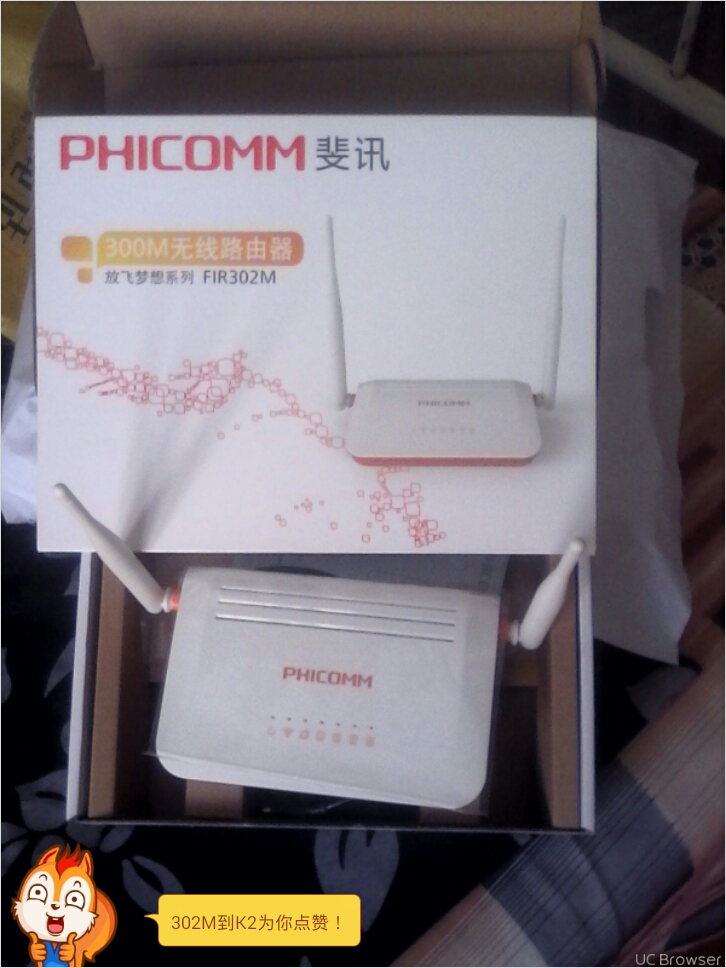 PHICOMM 斐讯
300M无线路由器
放飞梦想系列 FIR302M
PHICOMM
PHICOMM
302M到K2为你点赞！
UC Browser